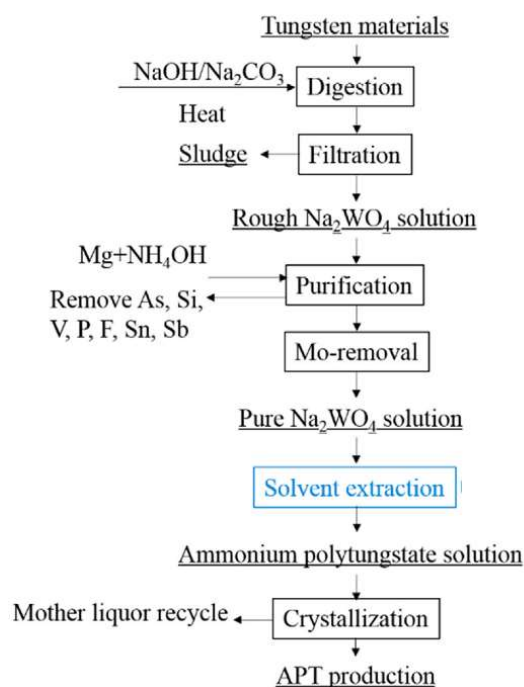 Tungsten materials
NaOH/Na₂CO₃
Digestion
Heat
Sludge
Filtration
Rough Na₂WO₄ solution
Mg+NH₄OH
Purification
Remove As, Si,
V, P, F, Sn, Sb
Mo-removal
Pure Na₂WO₄ solution
Solvent extraction
Ammonium polytungstate solution
Mother liquor recycle
Crystallization
APT production